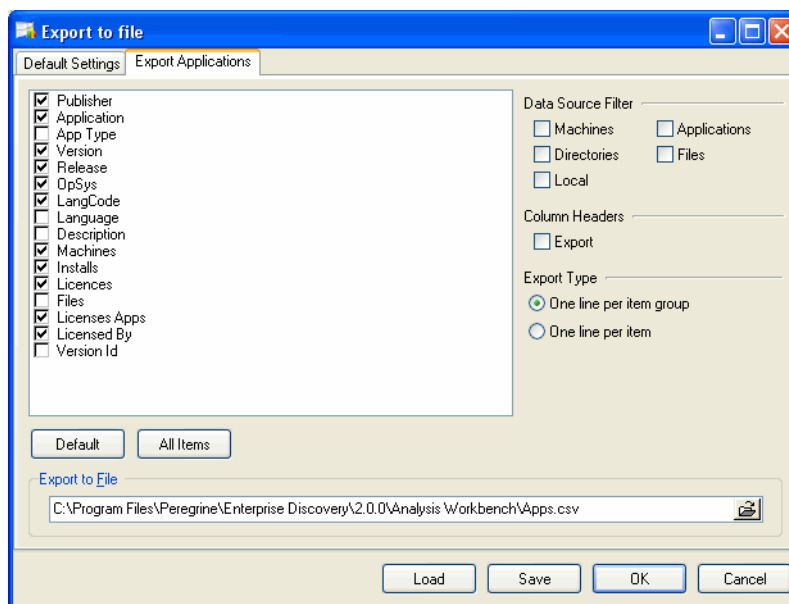 Export to file
Default Settings
Export Applications
Publisher
Application
App Type
Version
Release
OpSys
LangCode
Language
Description
Machines
Installs
Licences
Files
Licenses Apps
Licensed By
Version Id
Data Source Filter
Machines
Applications
Directories
Files
Local
Column Headers
Export
Export Type
One line per item group
One line per item
Default
All Items
Export to File
C:\Program Files\Peregrine\Enterprise Discovery\2.0.0\Analysis Workbench\Apps.csv
Load
Save
OK
Cancel